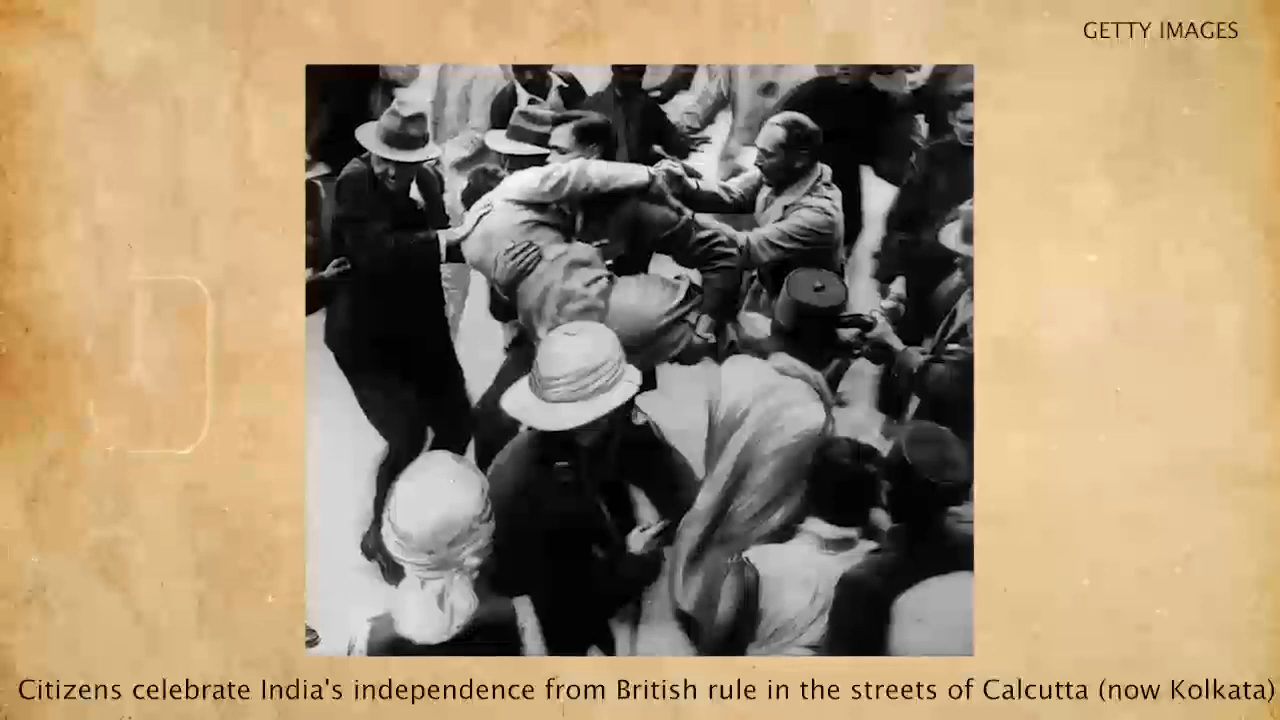 GETTY IMAGES
Citizens celebrate India's independence from British rule in the streets of Calcutta (now Kolkata)